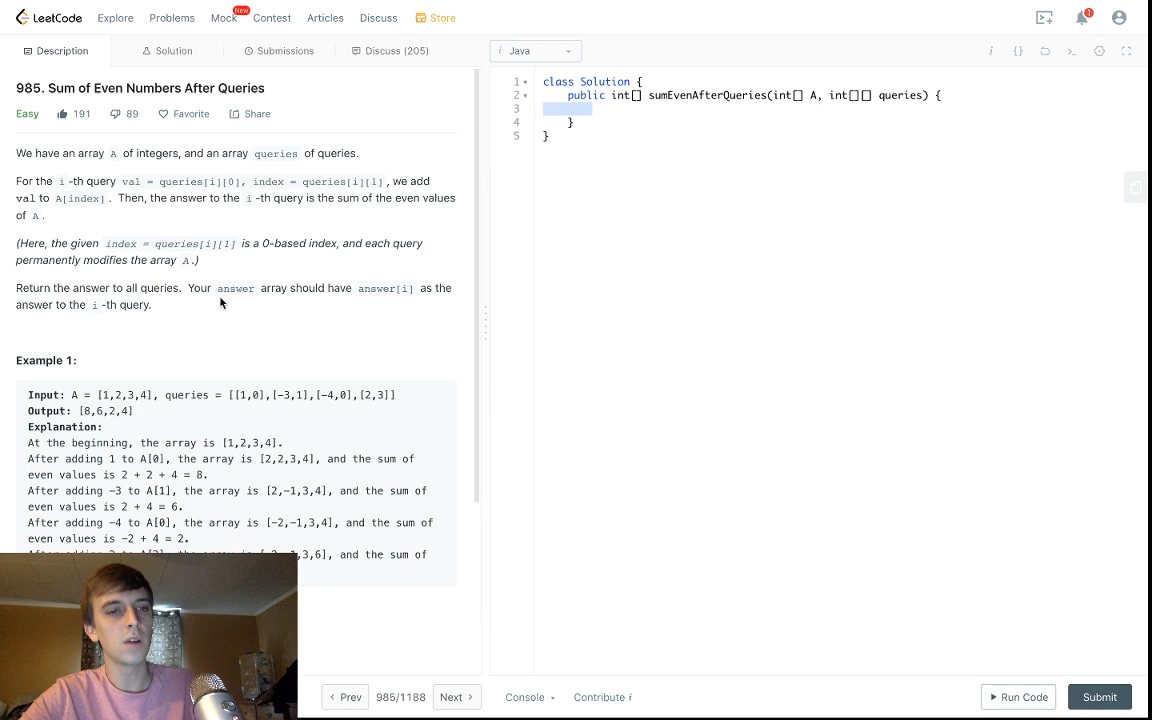 LeetCode Explore Problems Mock New Contest Articles Discuss Store 1
Description Solution Submissions Discuss (205)
i Java
i {} >_
985. Sum of Even Numbers After Queries
Easy 191 89 Favorite Share
We have an array A of integers, and an array queries of queries.
For the i -th query val = queries[i][0], index = queries[i][1], we add
val to A[index]. Then, the answer to the i -th query is the sum of the even values
of A.
(Here, the given index = queries[i][1] is a 0-based index, and each query
permanently modifies the array A.)
Return the answer to all queries. Your answer array should have answer[i] as the
answer to the i -th query.
Example 1:
Input: A = [1,2,3,4], queries = [[1,0],[-3,1],[-4,0],[2,3]]
Output: [8,6,2,4]
Explanation:
At the beginning, the array is [1,2,3,4].
After adding 1 to A[0], the array is [2,2,3,4], and the sum of
even values is 2 + 2 + 4 = 8.
After adding -3 to A[1], the array is [2,-1,3,4], and the sum of
even values is 2 + 4 = 6.
After adding -4 to A[0], the array is [-2,-1,3,4], and the sum of
even values is -2 + 4 = 2.
,3,6], and the sum of
1 class Solution {
2 public int[] sumEvenAfterQueries(int[] A, int[][] queries) {
3
4 }
5 }
Prev 985/1188 Next Console Contribute i Run Code Submit